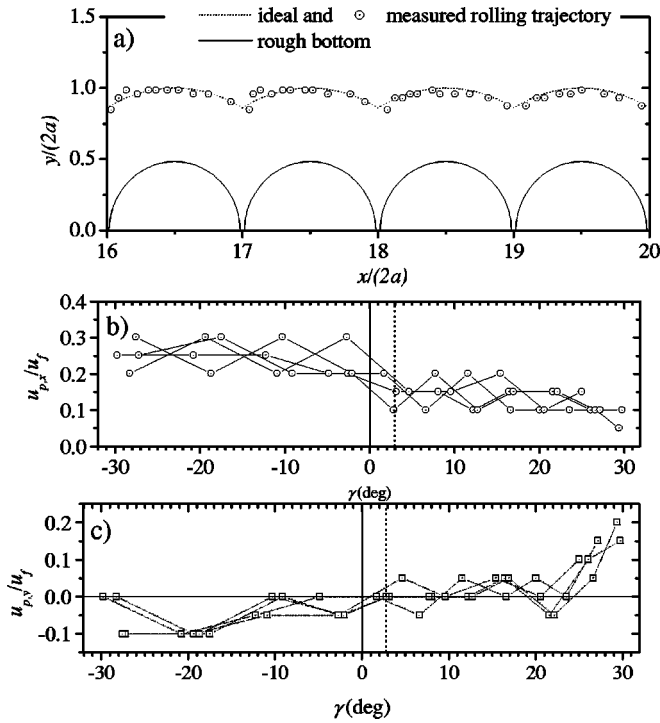 ideal and measured rolling trajectory
rough bottom
a)
1.5
1.0
0.5
0.0
y/(2a)
16 17 18 19 20
x/(2a)
b)
0.4
0.3
0.2
0.1
0.0
u_{p,x}/u_f
-30 -20 -10 0 10 20 30
γ(deg)
c)
0.2
0.1
0.0
-0.1
u_{p,y}/u_f
-30 -20 -10 0 10 20 30
γ(deg)